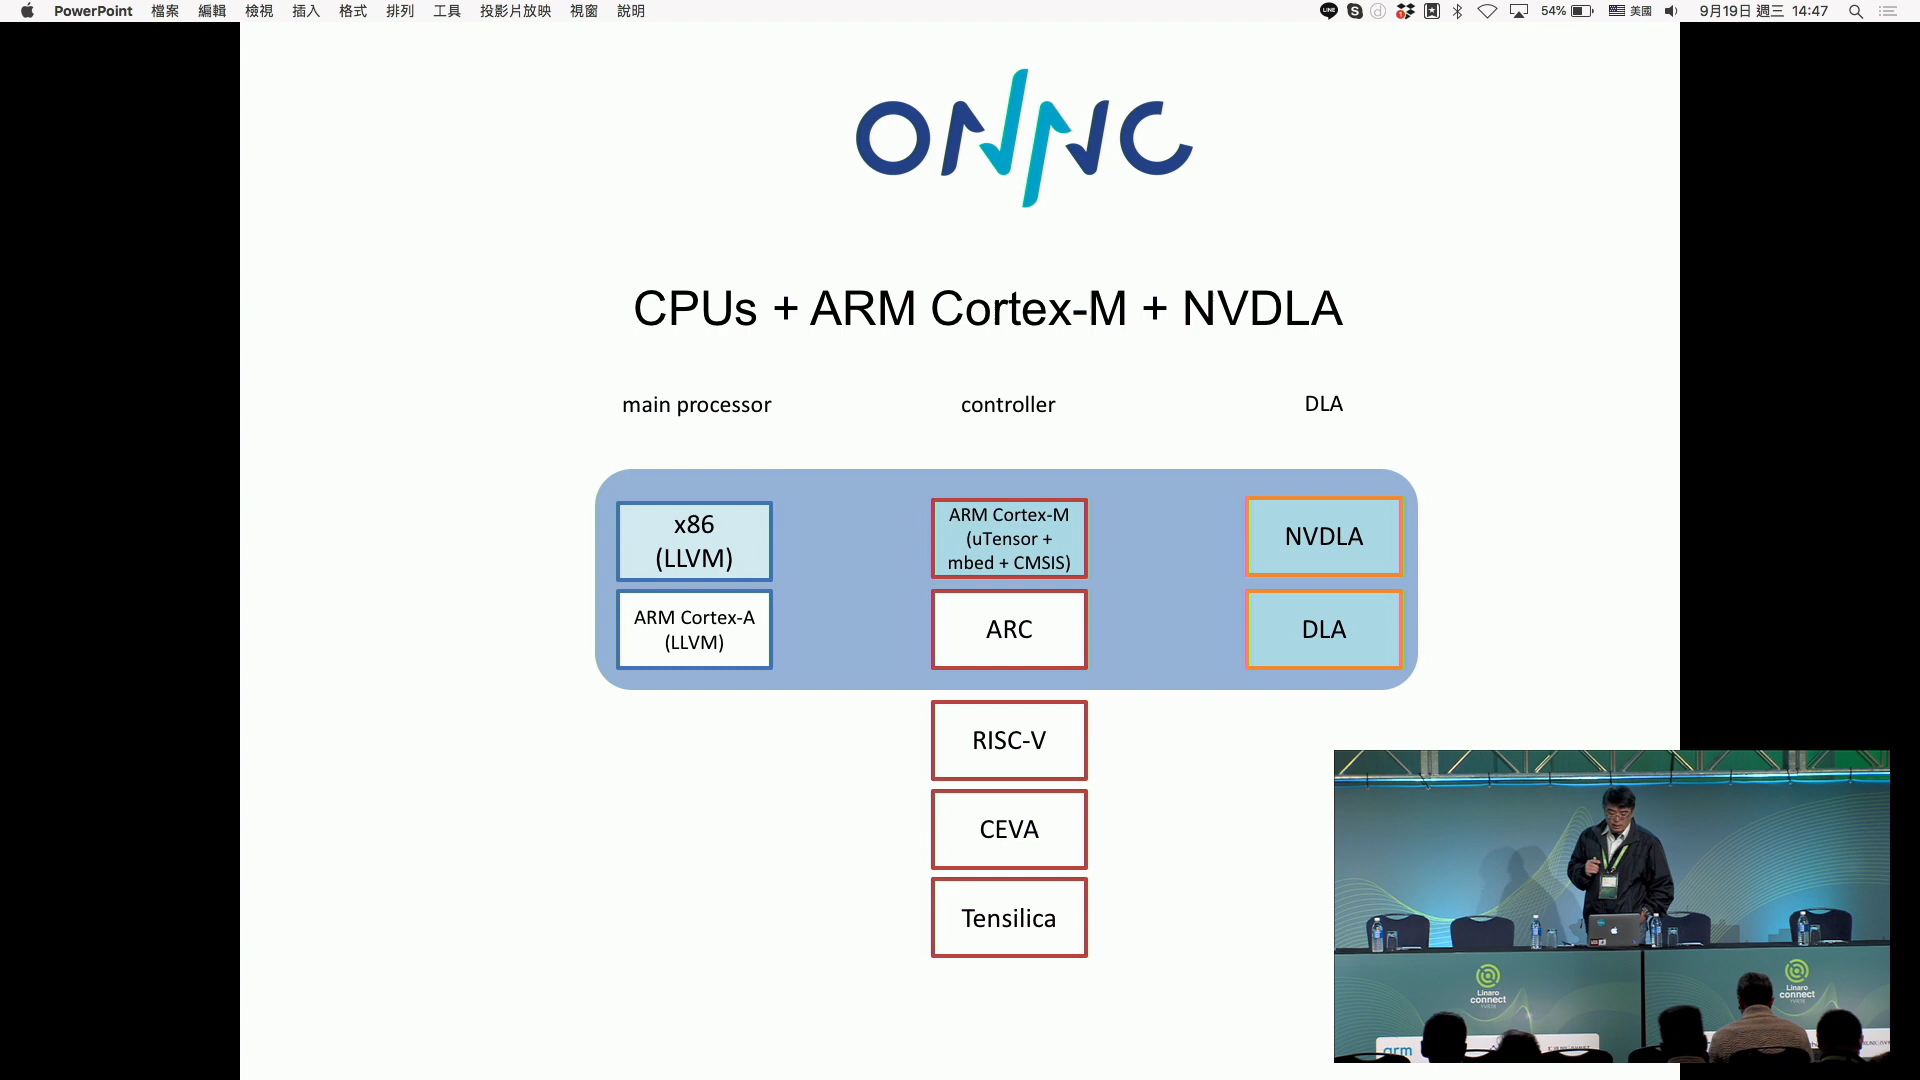 PowerPoint 檔案 編輯 檢視 插入 格式 排列 工具 投影片放映 視窗 說明 54% 美國 9月19日 週三 14:47
ONNC
CPUs + ARM Cortex-M + NVDLA
main processor
controller
DLA
x86
(LLVM)
ARM Cortex-M
(uTensor +
mbed + CMSIS)
NVDLA
ARM Cortex-A
(LLVM)
ARC
DLA
RISC-V
CEVA
Tensilica
Linaro
connect
Linaro
connect
arm